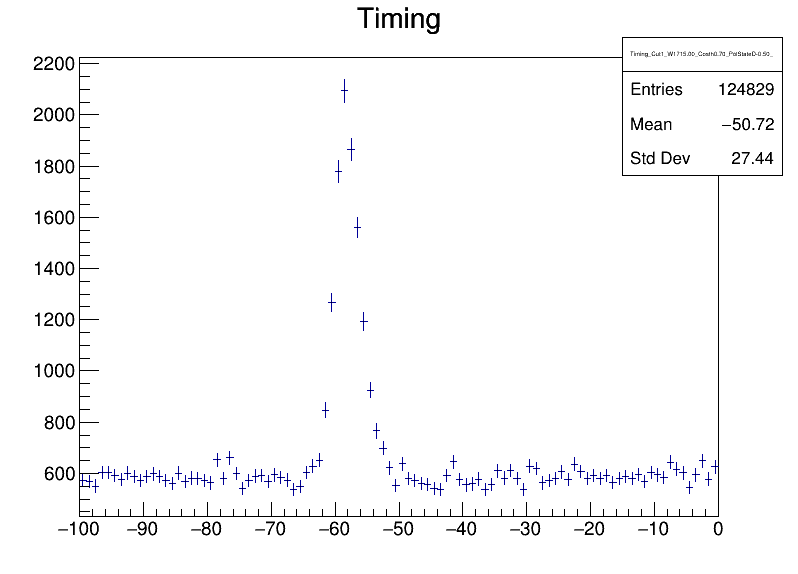 Timing
Timing_Cut1_W1715.00_Costh0.70_PolStateD-0.50_
Entries 124829
Mean −50.72
Std Dev 27.44
2200
2000
1800
1600
1400
1200
1000
800
600
−100 −90 −80 −70 −60 −50 −40 −30 −20 −10 0